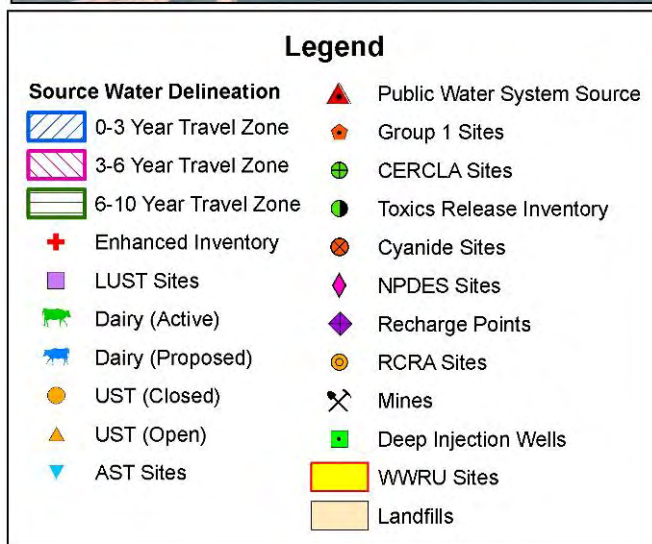 Legend
Source Water Delineation
0-3 Year Travel Zone
3-6 Year Travel Zone
6-10 Year Travel Zone
Enhanced Inventory
LUST Sites
Dairy (Active)
Dairy (Proposed)
UST (Closed)
UST (Open)
AST Sites
Public Water System Source
Group 1 Sites
CERCLA Sites
Toxics Release Inventory
Cyanide Sites
NPDES Sites
Recharge Points
RCRA Sites
Mines
Deep Injection Wells
WWRU Sites
Landfills